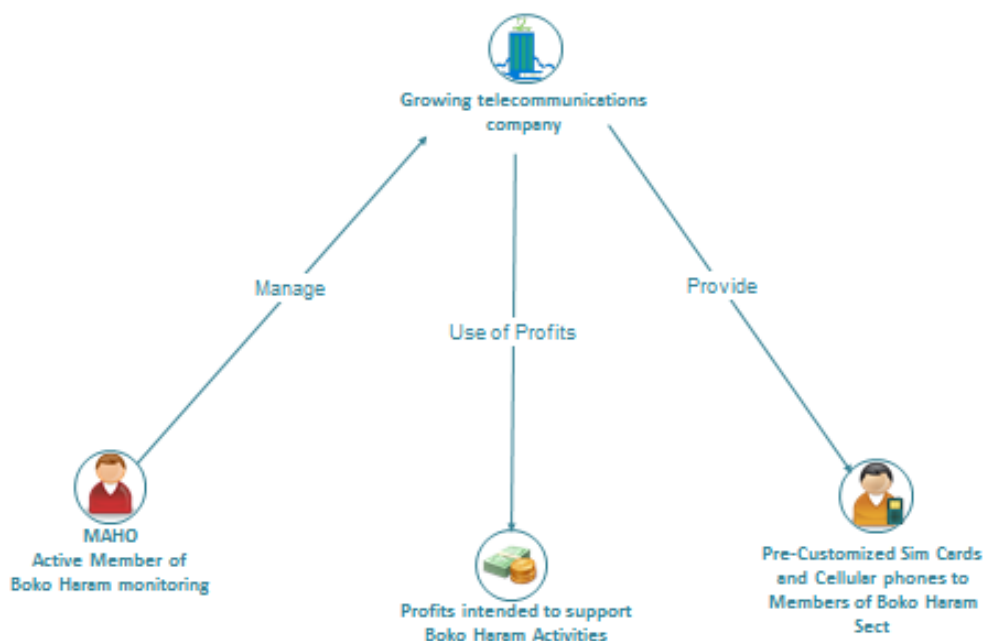 Growing telecommunications
company
Manage
Provide
Use of Profits
MAHO
Active Member of
Boko Haram monitoring
Profits intended to support
Boko Haram Activities
Pre-Customized Sim Cards
and Cellular phones to
Members of Boko Haram
Sect